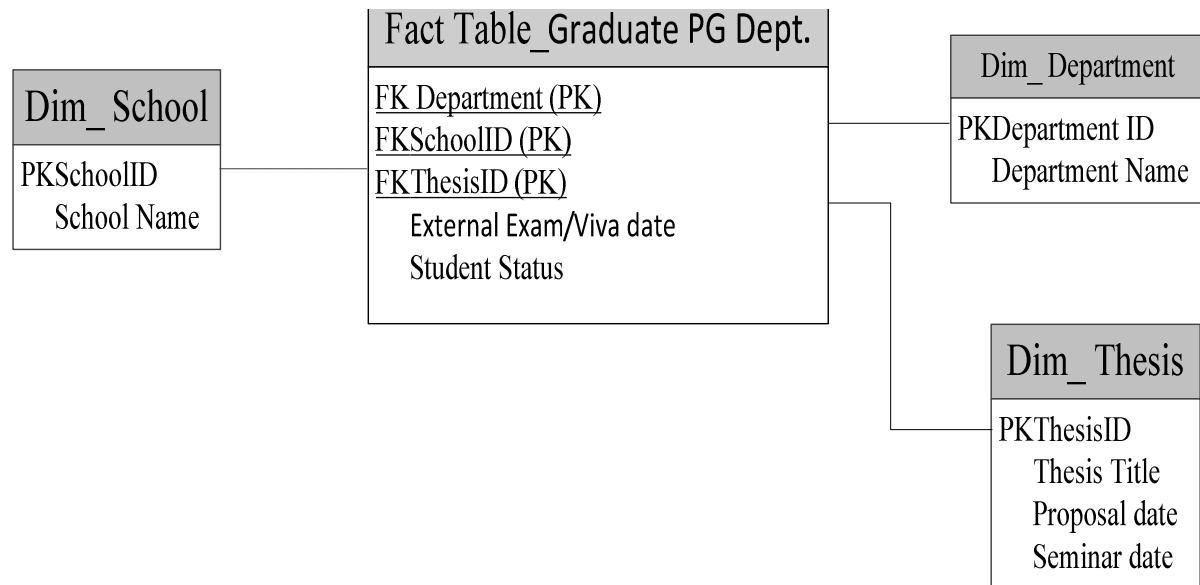 Dim_ School
PKSchoolID
School Name
Fact Table_Graduate PG Dept.
FK Department (PK)
FKSchoolID (PK)
FKThesisID (PK)
External Exam/Viva date
Student Status
Dim_ Department
PKDepartment ID
Department Name
Dim_ Thesis
PKThesisID
Thesis Title
Proposal date
Seminar date